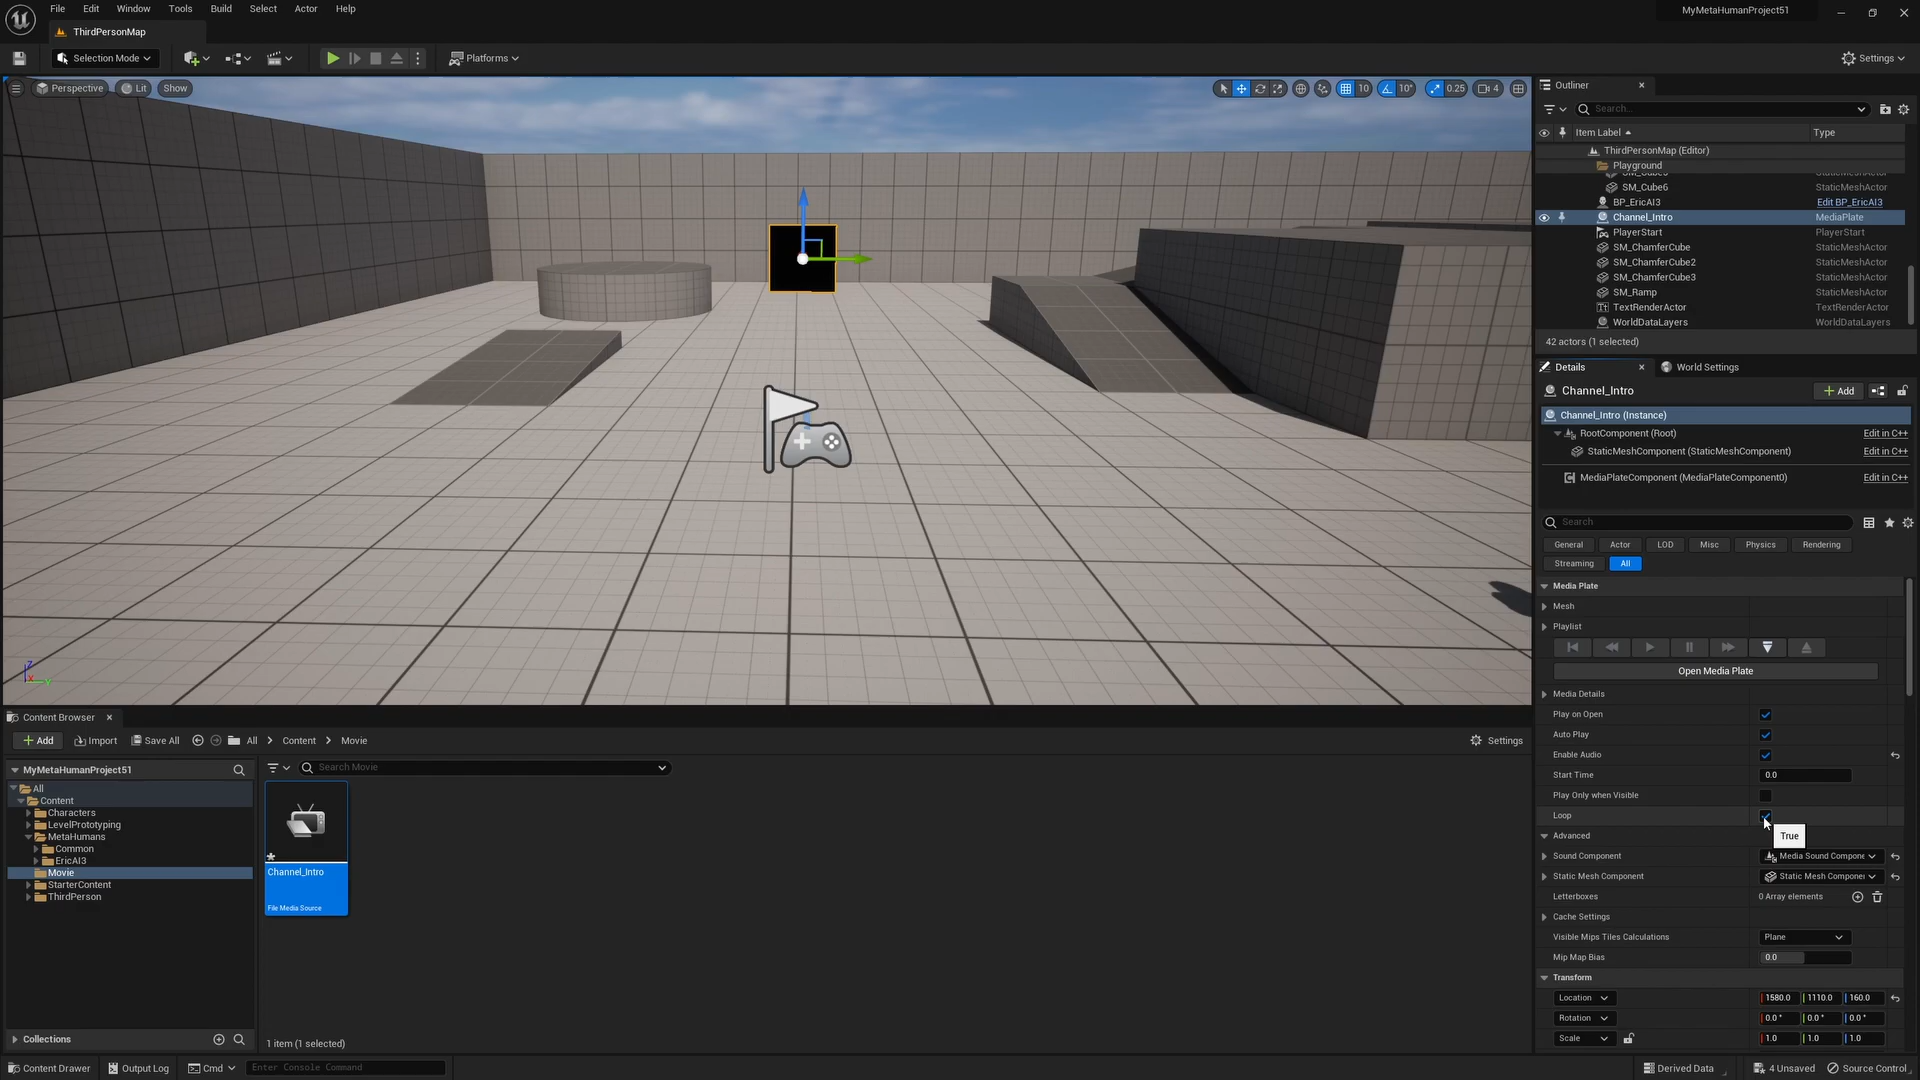 File Edit Window Tools Build Select Actor Help
MyMetaHumanProject51
ThirdPersonMap
Selection Mode
Platforms
Settings
Perspective
Lit
Show
10
10°
0.25
4
Outliner
Search...
Item Label
Type
ThirdPersonMap (Editor)
Playground
SM_Cube6 StaticMeshActor
BP_EricAI3 Edit BP_EricAI3
Channel_Intro MediaPlate
PlayerStart PlayerStart
SM_ChamferCube StaticMeshActor
SM_ChamferCube2 StaticMeshActor
SM_ChamferCube3 StaticMeshActor
SM_Ramp StaticMeshActor
TextRenderActor TextRenderActor
WorldDataLayers WorldDataLayers
42 actors (1 selected)
Details
World Settings
Channel_Intro
Add
Channel_Intro (Instance)
RootComponent (Root) Edit in C++
StaticMeshComponent (StaticMeshComponent) Edit in C++
MediaPlateComponent (MediaPlateComponent0) Edit in C++
Search
General Actor LOD Misc Physics Rendering
Streaming All
Media Plate
Mesh
Playlist
Open Media Plate
Media Details
Play on Open
Auto Play
Enable Audio
Start Time 0.0
Play Only when Visible
Loop
True
Advanced
Sound Component Media Sound Compone
Static Mesh Component Static Mesh Componer
Letterboxes 0 Array elements
Cache Settings
Visible Mips Tiles Calculations Plane
Mip Map Bias 0.0
Transform
Location 1580.0 1110.0 160.0
Rotation 0.0 ° 0.0 ° 0.0 °
Scale 1.0 1.0 1.0
Content Browser
Add
Import
Save All
All
Content
Movie
Settings
MyMetaHumanProject51
Search Movie
All
Content
Characters
LevelPrototyping
MetaHumans
Common
EricAI3
Movie
StarterContent
ThirdPerson
Channel_Intro
File Media Source
Collections
1 item (1 selected)
Content Drawer
Output Log
Cmd
Enter Console Command
Derived Data
4 Unsaved
Source Control